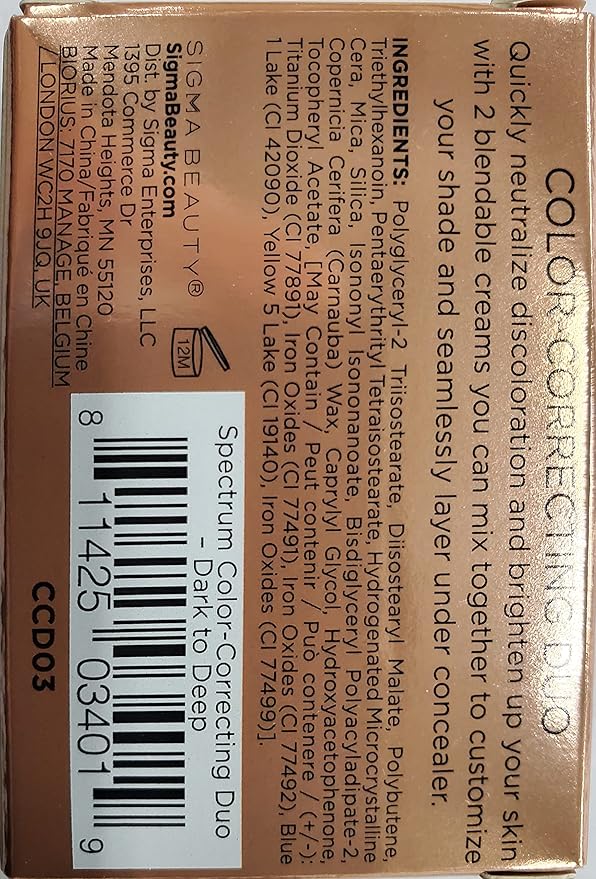 COLOR-CORRECTING DUO
Quickly neutralize discoloration and brighten up your skin
with 2 blendable creams you can mix together to customize
your shade and seamlessly layer under concealer.
INGREDIENTS: Polyglyceryl-2 Triisostearate, Diisostearyl Malate, Polybutene,
Triethylhexanoin, Pentaerythrityl Tetraisostearate, Hydrogenated Microcrystalline
Cera, Mica, Silica, Isononyl Isononanoate, Bisdiglyceryl Polyacyladipate-2,
Copernicia Cerifera (Carnauba) Wax, Caprylyl Glycol, Hydroxyacetophenone,
Tocopheryl Acetate, [May Contain / Peut contenir / Può contenere / (+/-):
Titanium Dioxide (CI 77891), Iron Oxides (CI 77491), Iron Oxides (CI 77492), Blue
1 Lake (CI 42090), Yellow 5 Lake (CI 19140), Iron Oxides (CI 77499)].
SIGMA BEAUTY®
SigmaBeauty.com
Dist. by Sigma Enterprises, LLC
1395 Commerce Dr
Mendota Heights, MN 55120
Made in China/Fabriqué en Chine
BIORIUS: 7170 MANAGE, BELGIUM
/ LONDON WC2H 9JQ, UK
12M
Spectrum Color-Correcting Duo
- Dark to Deep
8 11425 03401 9
CCD03